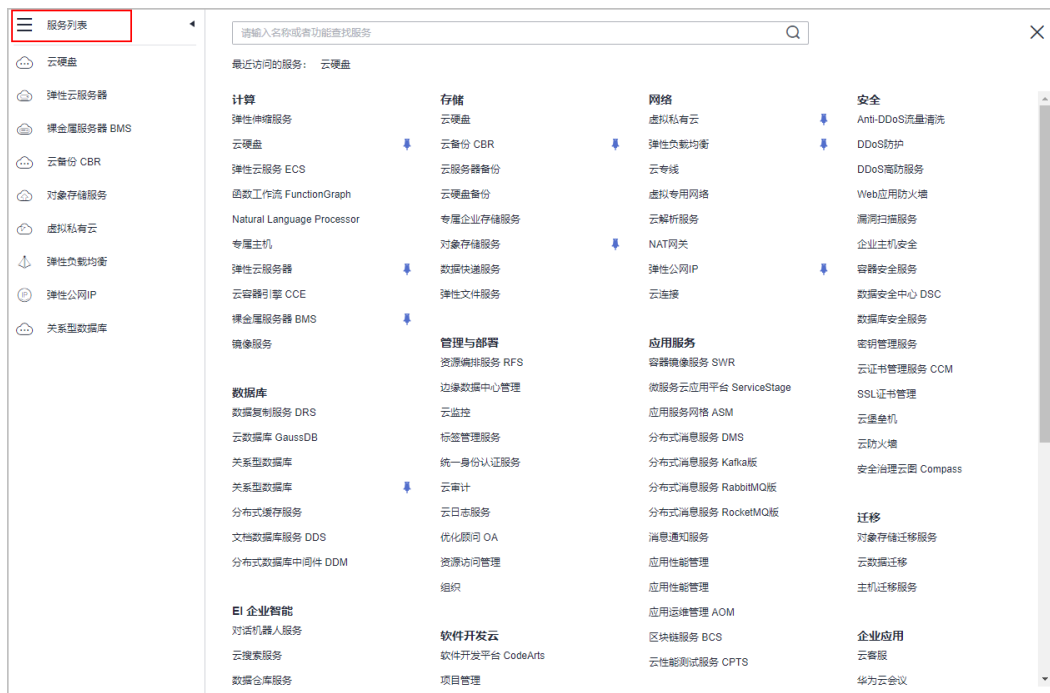 服务列表
云硬盘
弹性云服务器
裸金属服务器 BMS
云备份 CBR
对象存储服务
虚拟私有云
弹性负载均衡
IP
弹性公网IP
关系型数据库
请输入名称或者功能查找服务
最近访问的服务： 云硬盘
计算
弹性伸缩服务
云硬盘
弹性云服务 ECS
函数工作流 FunctionGraph
Natural Language Processor
专属主机
弹性云服务器
云容器引擎 CCE
裸金属服务器 BMS
镜像服务
数据库
数据复制服务 DRS
云数据库 GaussDB
关系型数据库
关系型数据库
分布式缓存服务
文档数据库服务 DDS
分布式数据库中间件 DDM
EI 企业智能
对话机器人服务
云搜索服务
数据仓库服务
存储
云硬盘
云备份 CBR
云服务器备份
云硬盘备份
专属企业存储服务
对象存储服务
数据快递服务
弹性文件服务
管理与部署
资源编排服务 RFS
边缘数据中心管理
云监控
标签管理服务
统一身份认证服务
云审计
云日志服务
优化顾问 OA
资源访问管理
组织
软件开发云
软件开发平台 CodeArts
项目管理
网络
虚拟私有云
弹性负载均衡
云专线
虚拟专用网络
云解析服务
NAT网关
弹性公网IP
云连接
应用服务
容器镜像服务 SWR
微服务云应用平台 ServiceStage
应用服务网格 ASM
分布式消息服务 DMS
分布式消息服务 Kafka版
分布式消息服务 RabbitMQ版
分布式消息服务 RocketMQ版
消息通知服务
应用性能管理
应用性能管理
应用运维管理 AOM
区块链服务 BCS
云性能测试服务 CPTS
安全
Anti-DDoS流量清洗
DDoS防护
DDoS高防服务
Web应用防火墙
漏洞扫描服务
企业主机安全
容器安全服务
数据安全中心 DSC
数据库安全服务
密钥管理服务
云证书管理服务 CCM
SSL证书管理
云堡垒机
云防火墙
安全治理云图 Compass
迁移
对象存储迁移服务
云数据迁移
主机迁移服务
企业应用
云客服
华为云会议